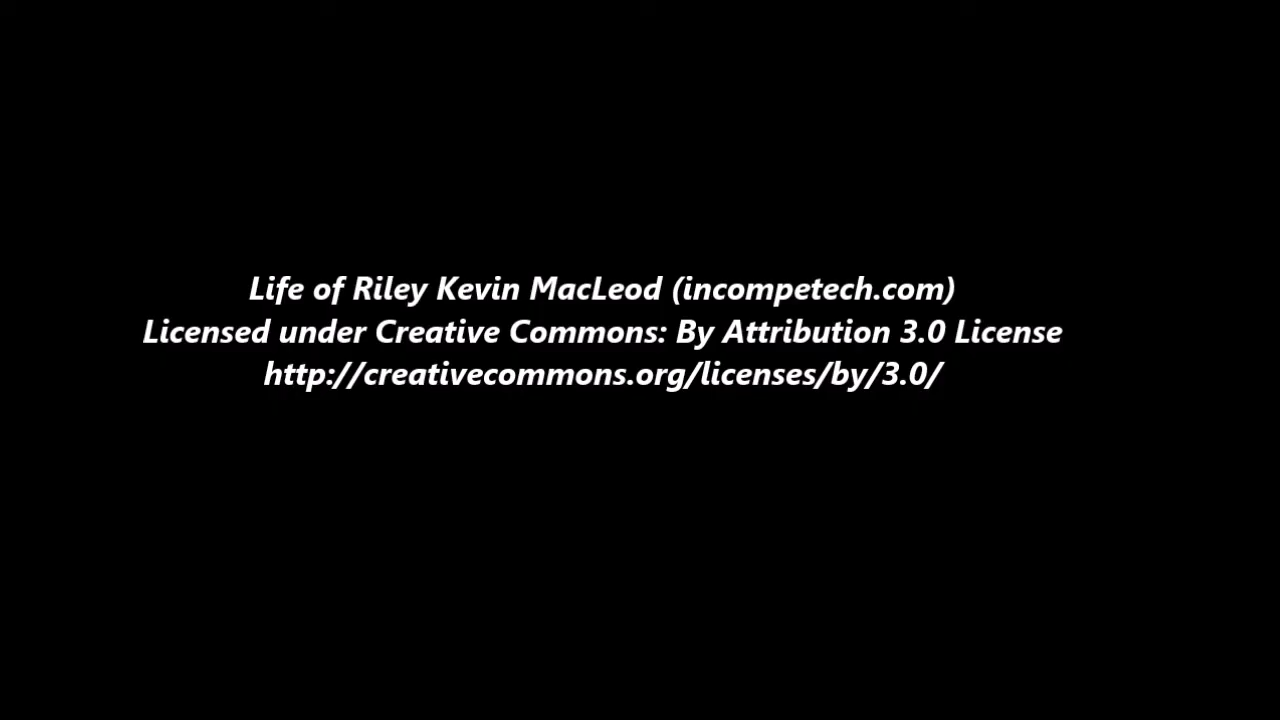 Life of Riley Kevin MacLeod (incompetech.com)
Licensed under Creative Commons: By Attribution 3.0 License
http://creativecommons.org/licenses/by/3.0/